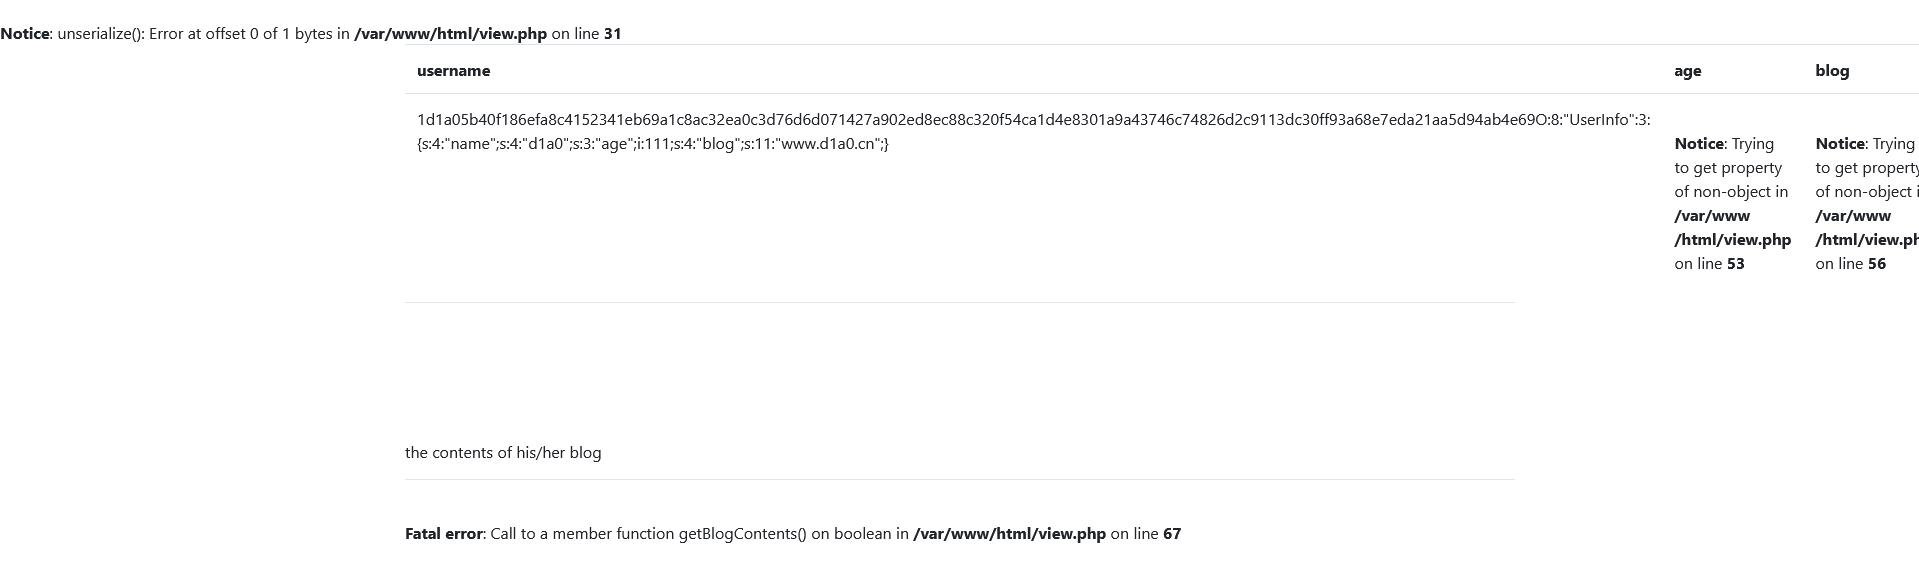 Notice: unserialize(): Error at offset 0 of 1 bytes in /var/www/html/view.php on line 31
username age blog
1d1a05b40f186efa8c4152341eb69a1c8ac32ea0c3d76d6d071427a902ed8ec88c320f54ca1d4e8301a9a43746c74826d2c9113dc30ff93a68e7eda21aa5d94ab4e69O:8:"UserInfo":3:
{s:4:"name";s:4:"d1a0";s:3:"age";i:111;s:4:"blog";s:11:"www.d1a0.cn";}
Notice: Trying
to get property
of non-object in
/var/www
/html/view.php
on line 53
Notice: Trying
to get property
of non-object i
/var/www
/html/view.ph
on line 56
the contents of his/her blog
Fatal error: Call to a member function getBlogContents() on boolean in /var/www/html/view.php on line 67